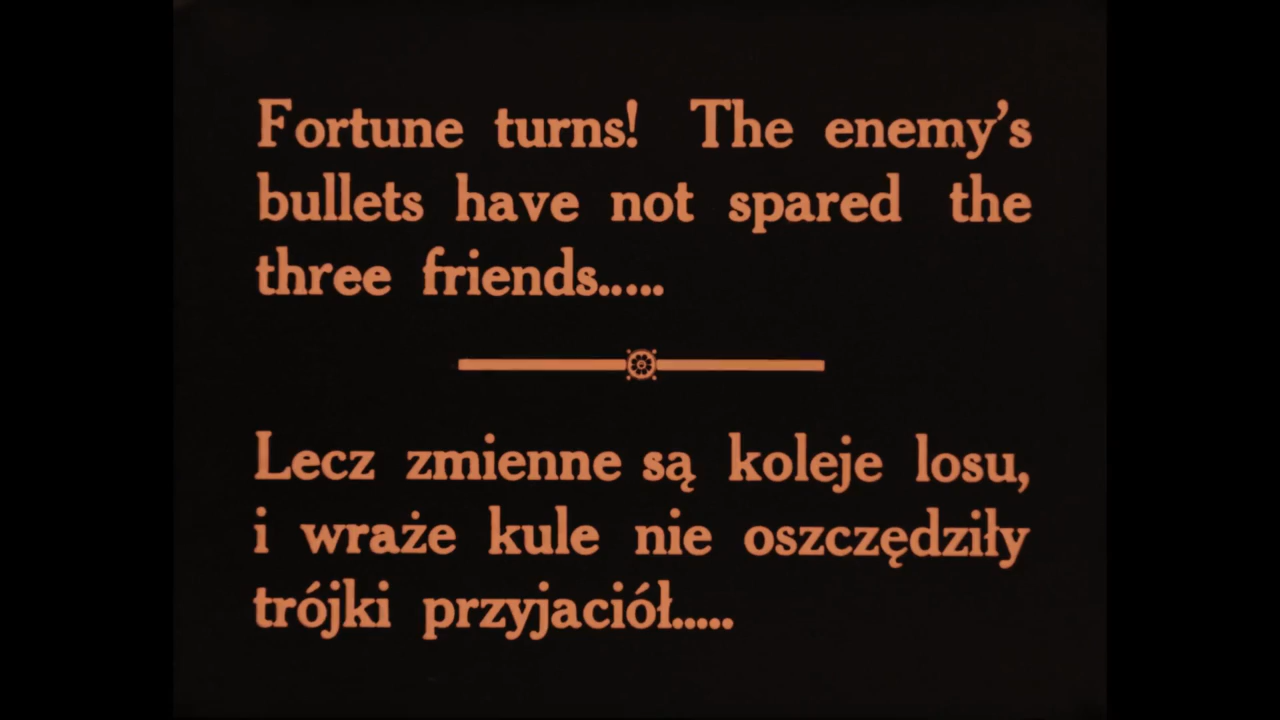 Fortune turns! The enemy's
bullets have not spared the
three friends.....
Lecz zmienne są koleje losu,
i wraże kule nie oszczędziły
trójki przyjaciół.....